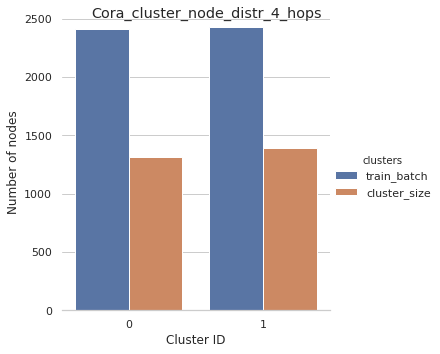 Cora_cluster_node_distr_4_hops
2500
2000
1500
1000
500
0
Number of nodes
0
1
Cluster ID
clusters
train_batch
cluster_size